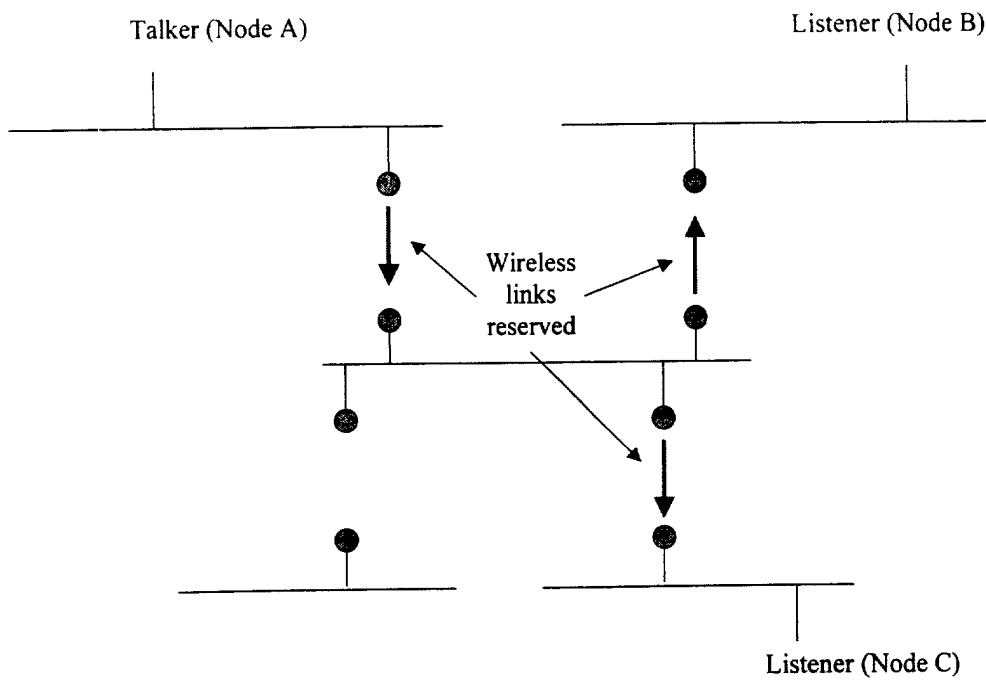 Talker (Node A)
Listener (Node B)
Wireless
links
reserved
Listener (Node C)